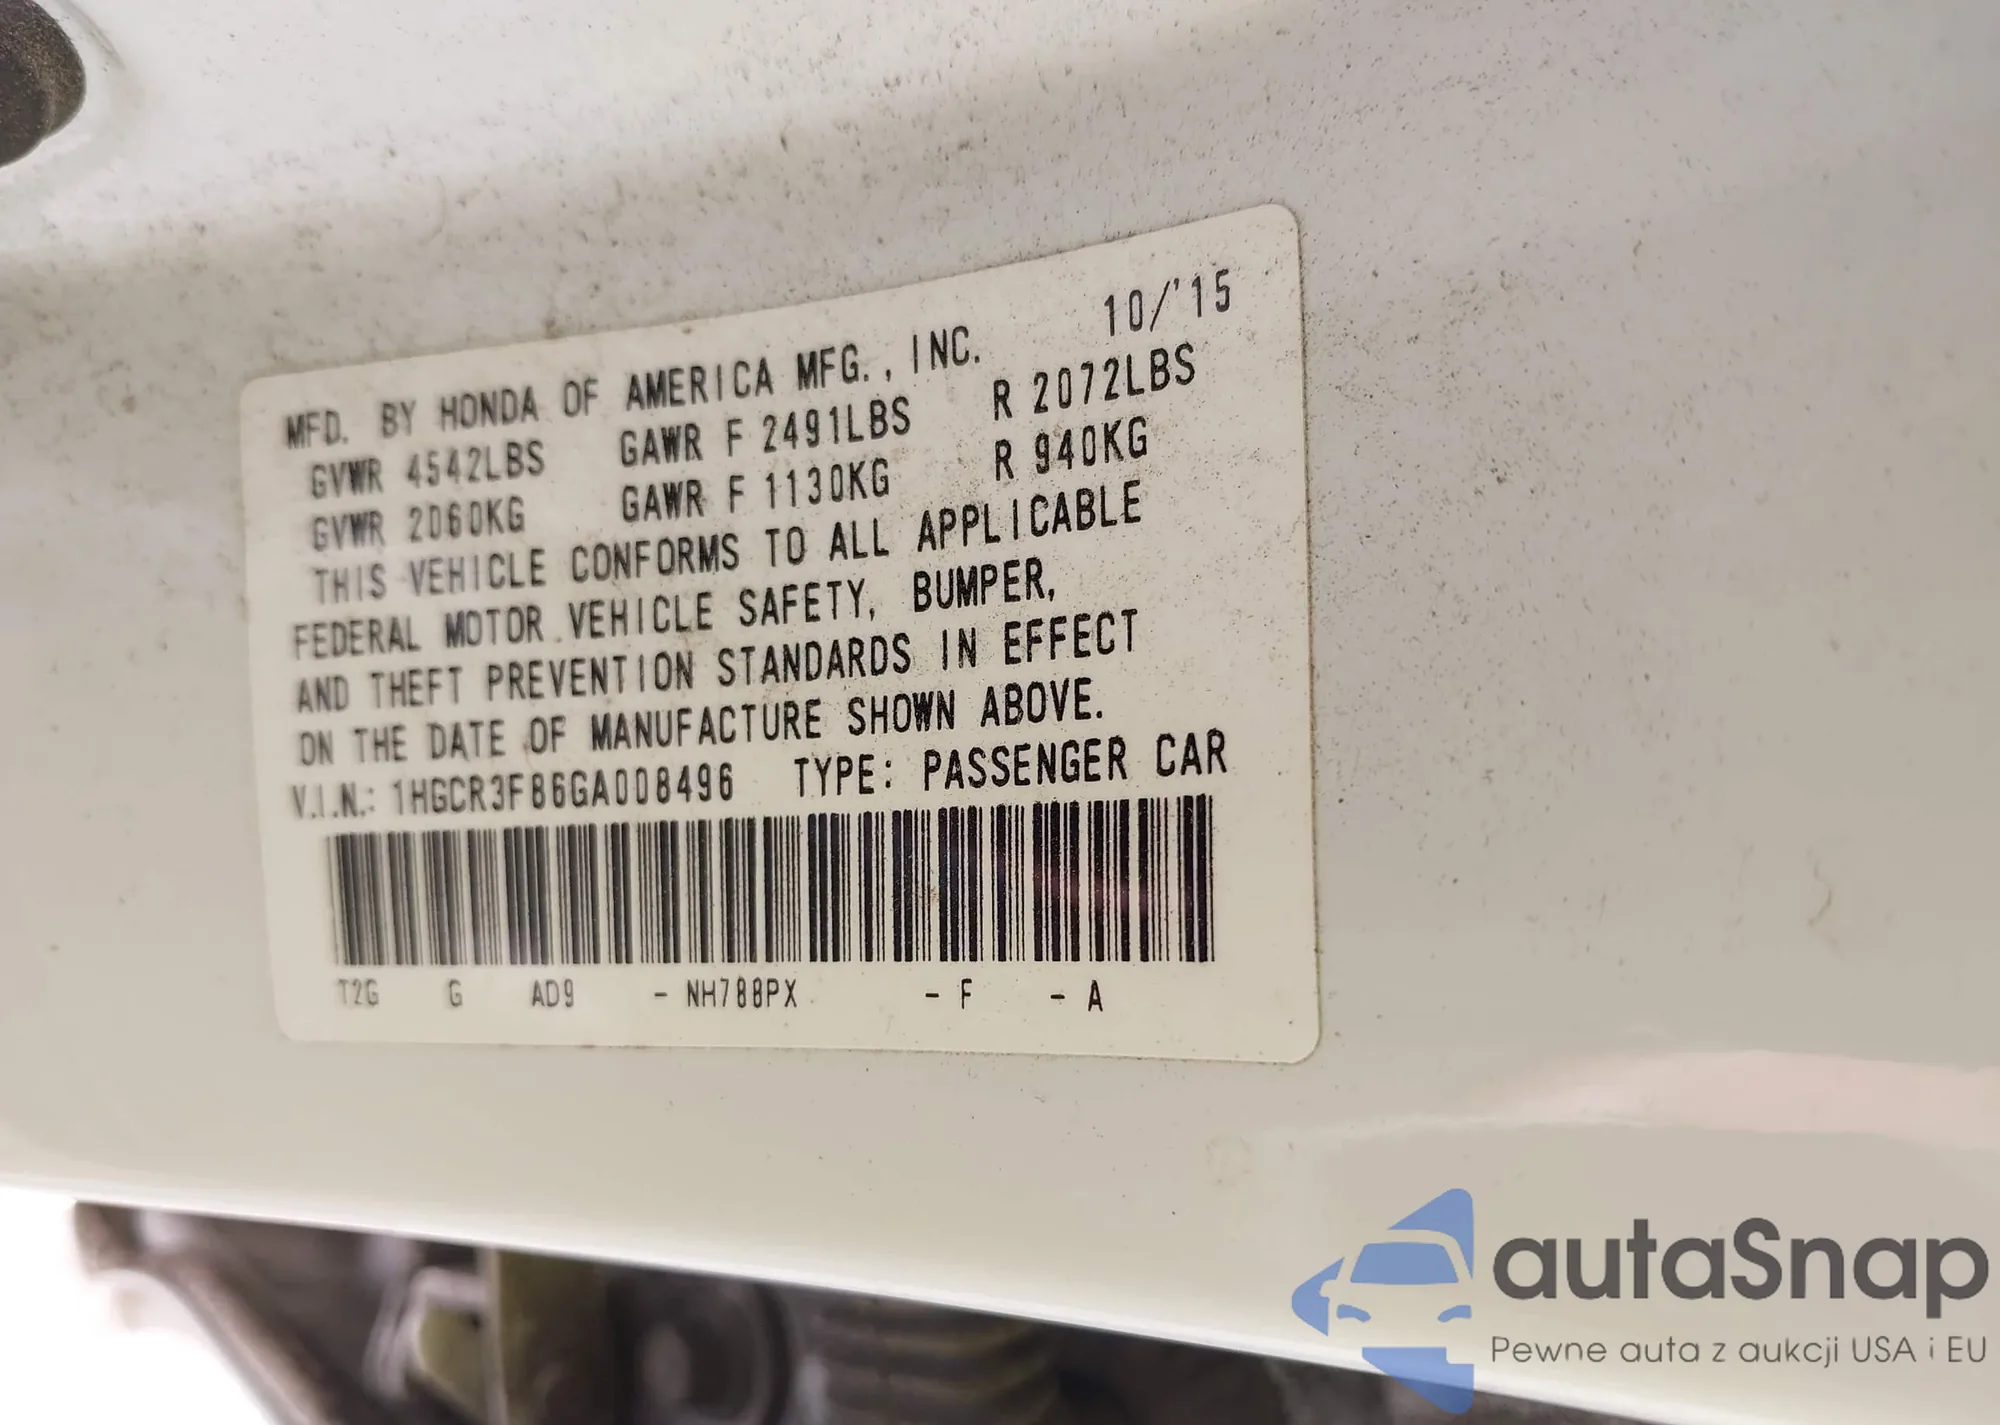 MFD. BY HONDA OF AMERICA MFG., INC. 10/'15
GVWR 4542LBS GAWR F 2491LBS R 2072LBS
GVWR 2060KG GAWR F 1130KG R 940KG
THIS VEHICLE CONFORMS TO ALL APPLICABLE
FEDERAL MOTOR VEHICLE SAFETY, BUMPER,
AND THEFT PREVENTION STANDARDS IN EFFECT
ON THE DATE OF MANUFACTURE SHOWN ABOVE.
V.I.N.: 1HGCR3F86GA008496 TYPE: PASSENGER CAR
T2G G AD9 - NH788PX - F - A
autaSnap
Pewne auta z aukcji USA i EU